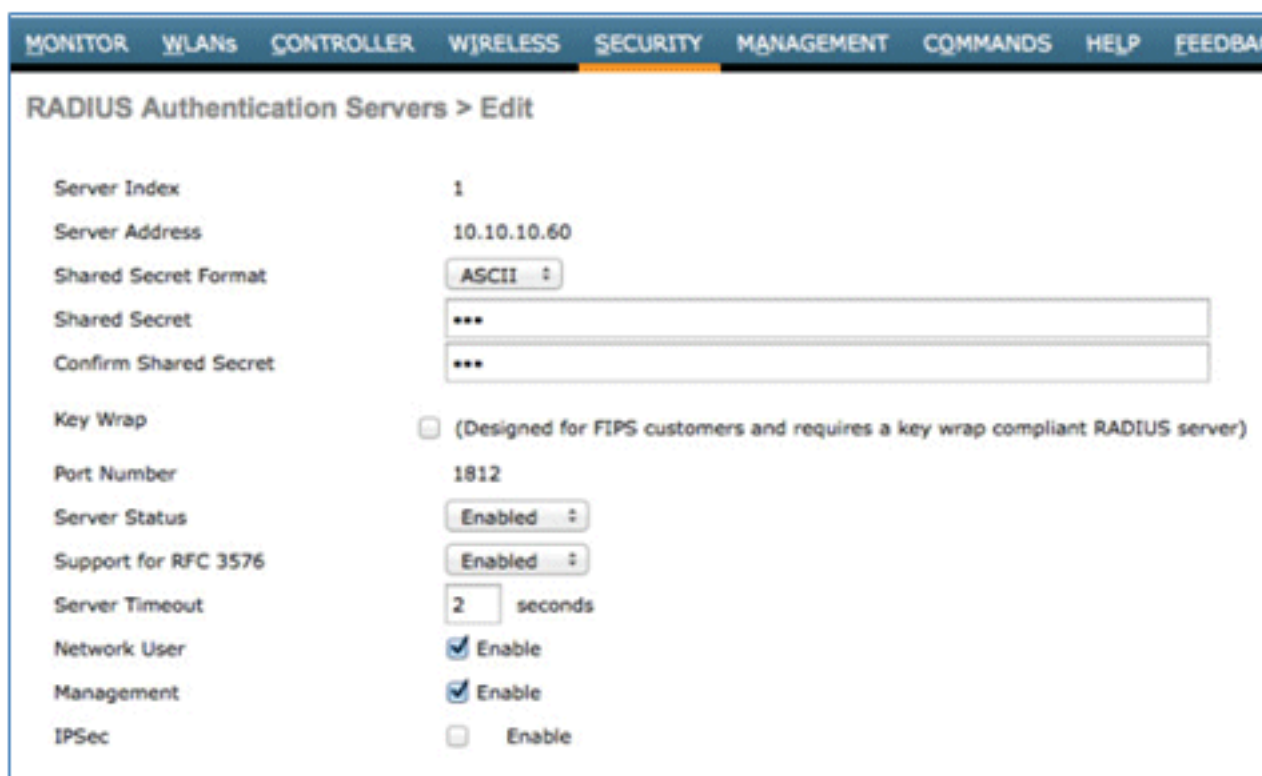 MONITOR WLANs CONTROLLER WIRELESS SECURITY MANAGEMENT COMMANDS HELP FEEDBA
RADIUS Authentication Servers > Edit
Server Index 1
Server Address 10.10.10.60
Shared Secret Format ASCII
Shared Secret •••
Confirm Shared Secret •••
Key Wrap (Designed for FIPS customers and requires a key wrap compliant RADIUS server)
Port Number 1812
Server Status Enabled
Support for RFC 3576 Enabled
Server Timeout 2 seconds
Network User Enable
Management Enable
IPSec Enable